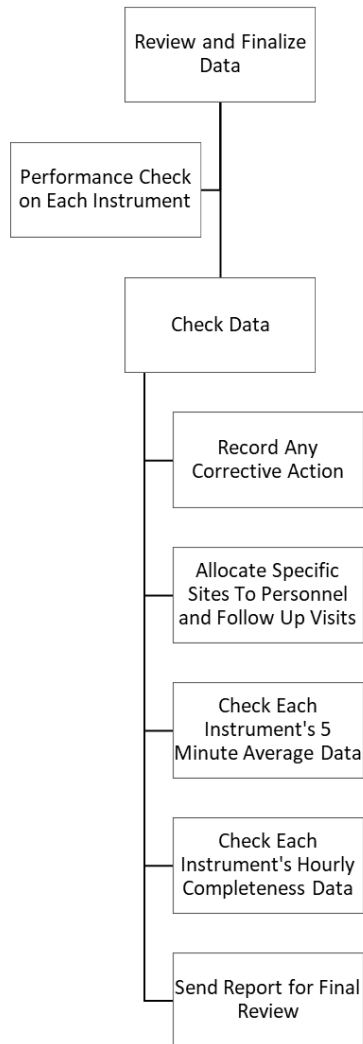 Review and Finalize
Data
Performance Check
on Each Instrument
Check Data
Record Any
Corrective Action
Allocate Specific
Sites To Personnel
and Follow Up Visits
Check Each
Instrument's 5
Minute Average Data
Check Each
Instrument's Hourly
Completeness Data
Send Report for Final
Review